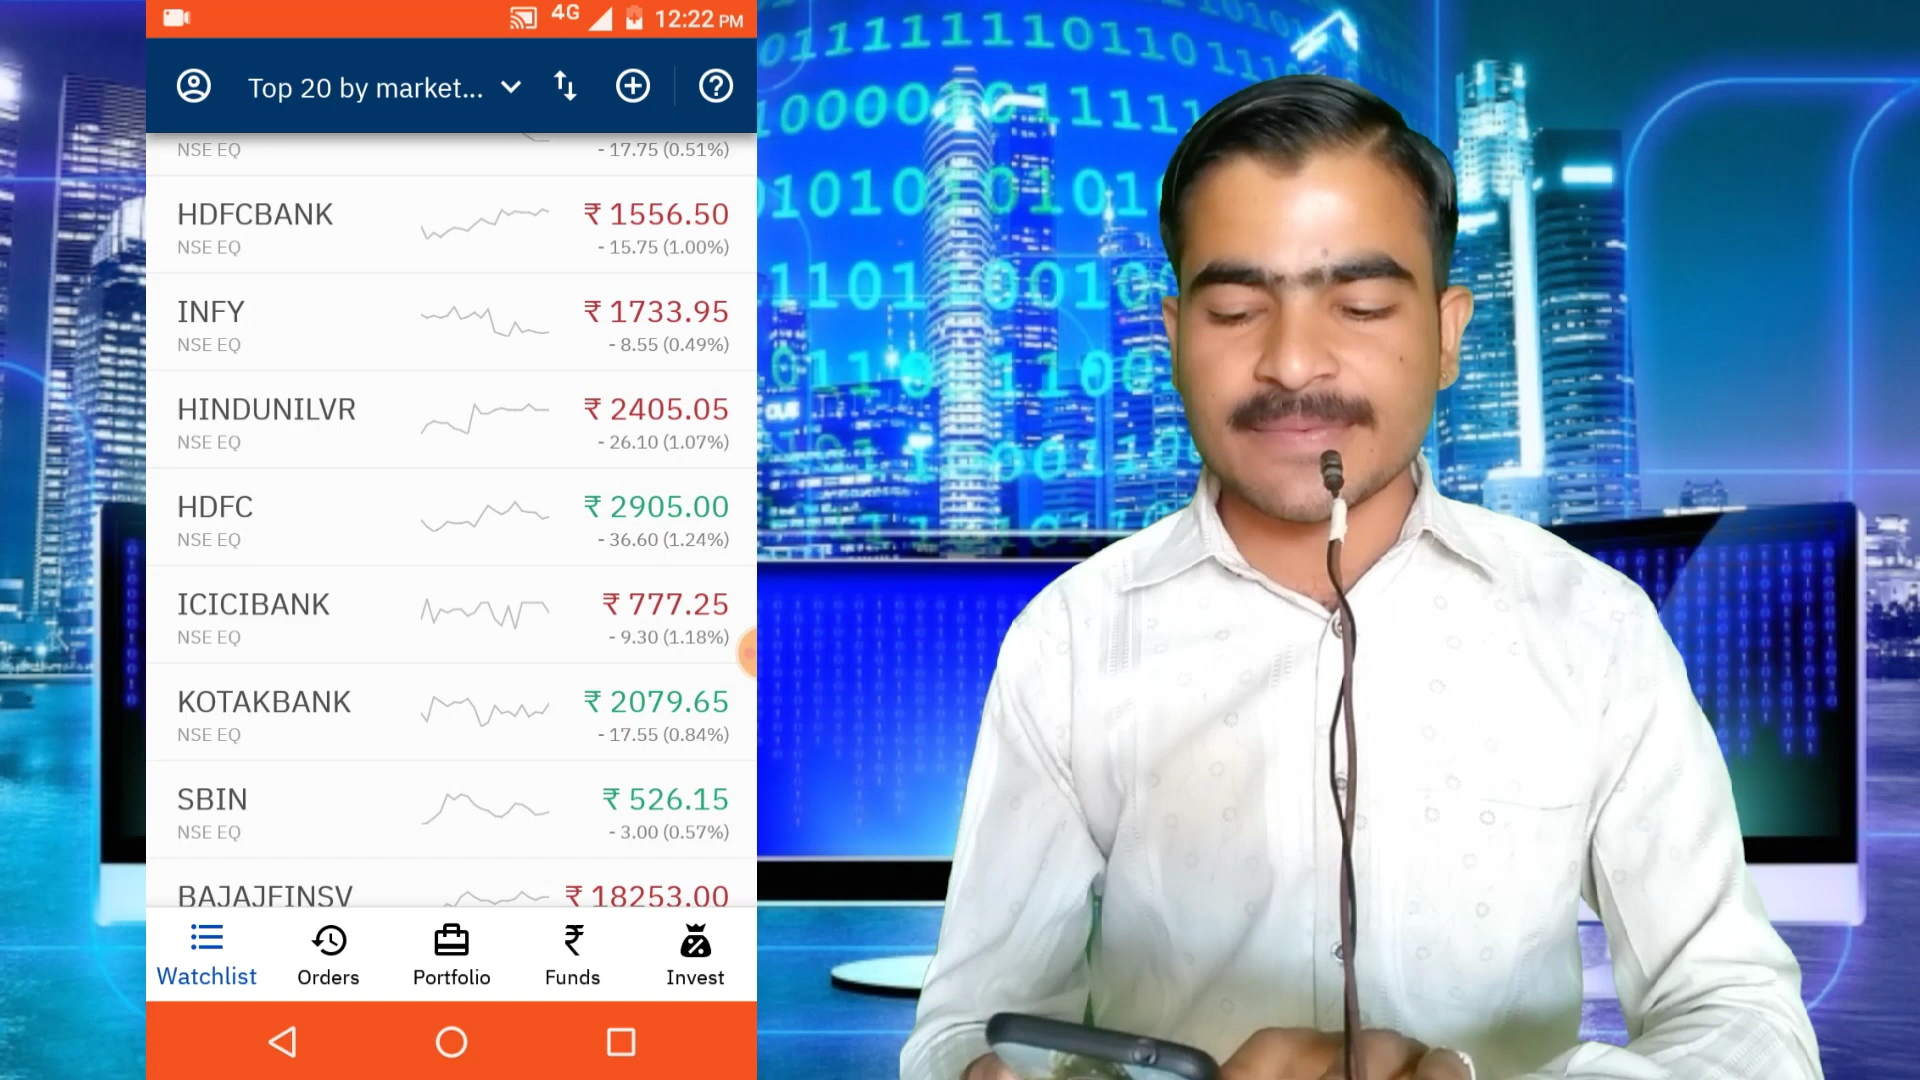 4G 12:22 PM
Top 20 by market...
NSE EQ - 17.75 (0.51%)
HDFCBANK ₹ 1556.50
NSE EQ - 15.75 (1.00%)
INFY ₹ 1733.95
NSE EQ - 8.55 (0.49%)
HINDUNILVR ₹ 2405.05
NSE EQ - 26.10 (1.07%)
HDFC ₹ 2905.00
NSE EQ - 36.60 (1.24%)
ICICIBANK ₹ 777.25
NSE EQ - 9.30 (1.18%)
KOTAKBANK ₹ 2079.65
NSE EQ - 17.55 (0.84%)
SBIN ₹ 526.15
NSE EQ - 3.00 (0.57%)
BAJAJFINSV ₹ 18253.00
Watchlist Orders Portfolio Funds Invest